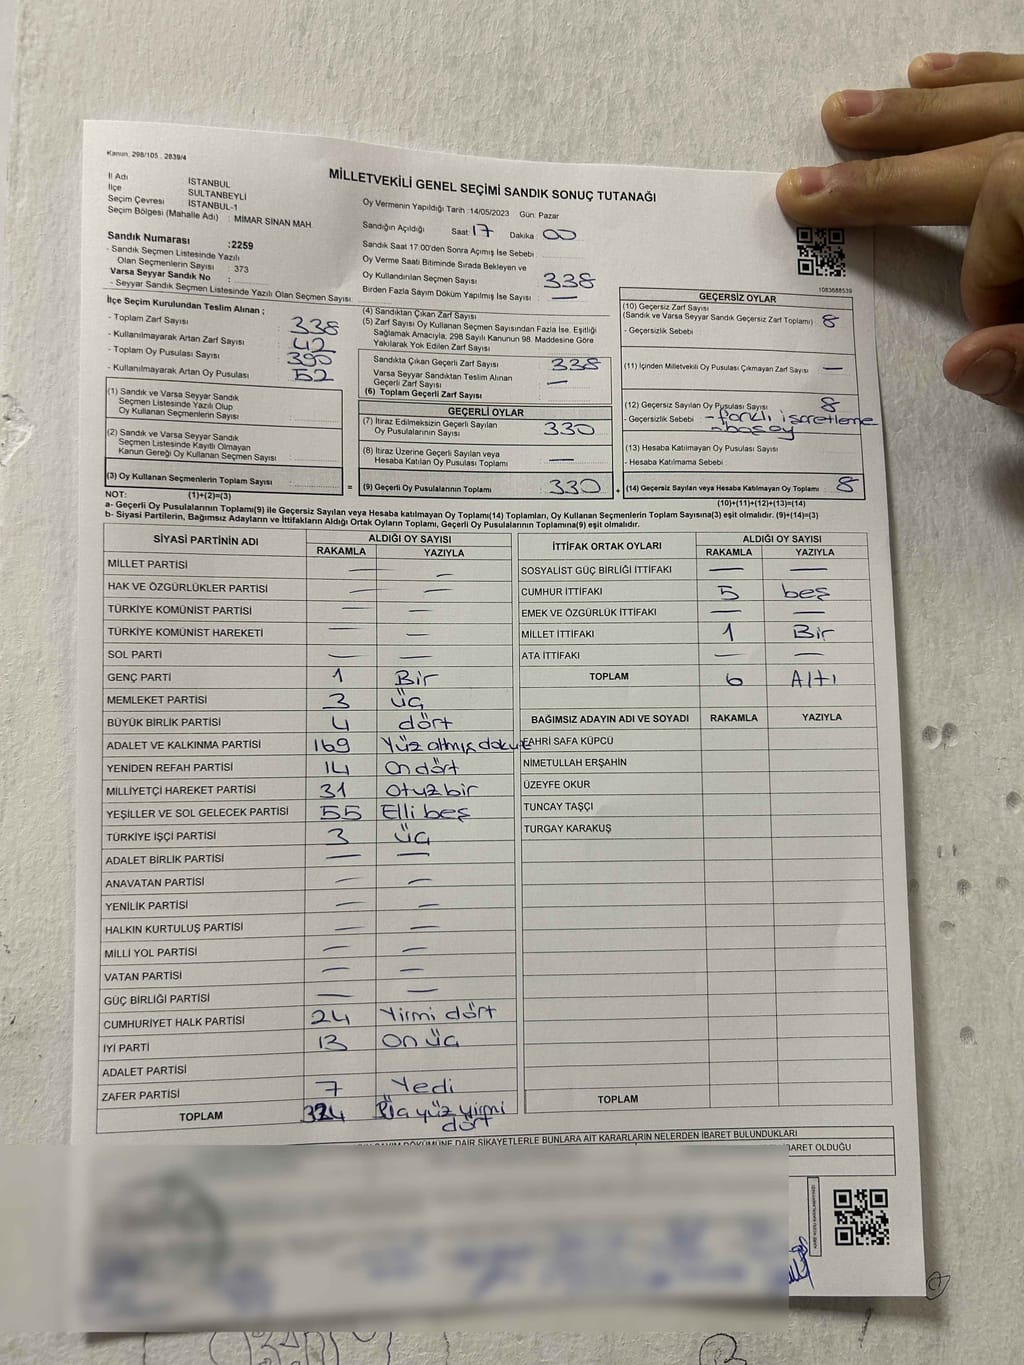 Kanun, 298/105 . 2839/4
MİLLETVEKİLİ GENEL SEÇİMİ SANDIK SONUÇ TUTANAĞI
İl Adı İSTANBUL
İlçe SULTANBEYLİ
Seçim Çevresi İSTANBUL-1
Seçim Bölgesi (Mahalle Adı) : MİMAR SİNAN MAH.
Sandık Numarası :2259
- Sandık Seçmen Listesinde Yazılı
Olan Seçmenlerin Sayısı : 373
Varsa Seyyar Sandık No :
- Seyyar Sandık Seçmen Listesinde Yazılı Olan Seçmen Sayısı:
Oy Vermenin Yapıldığı Tarih :14/05/2023 Gün: Pazar
Sandığın Açıldığı Saat: 17 Dakika: 00
Sandık Saat 17:00'den Sonra Açımış İse Sebebi :
Oy Verme Saati Bitiminde Sırada Bekleyen ve
Oy Kullandırılan Seçmen Sayısı : 338
Birden Fazla Sayım Döküm Yapılmış İse Sayısı : —
1083688539
İlçe Seçim Kurulundan Teslim Alınan ;
- Toplam Zarf Sayısı : 338
- Kullanılmayarak Artan Zarf Sayısı : 42
- Toplam Oy Pusulası Sayısı : 390
- Kullanılmayarak Artan Oy Pusulası : 52
(1) Sandık ve Varsa Seyyar Sandık
Seçmen Listesinde Yazılı Olup
Oy Kullanan Seçmenlerin Sayısı :
(2) Sandık ve Varsa Seyyar Sandık
Seçmen Listesinde Kayıtlı Olmayan
Kanun Gereği Oy Kullanan Seçmen Sayısı :
(3) Oy Kullanan Seçmenlerin Toplam Sayısı :
(4) Sandıktan Çıkan Zarf Sayısı :
(5) Zarf Sayısı Oy Kullanan Seçmen Sayısından Fazla İse, Eşitliği
Sağlamak Amacıyla, 298 Sayılı Kanunun 98. Maddesine Göre
Yakılarak Yok Edilen Zarf Sayısı :
Sandıkta Çıkan Geçerli Zarf Sayısı : 338
Varsa Seyyar Sandıktan Teslim Alınan
Geçerli Zarf Sayısı : —
(6) Toplam Geçerli Zarf Sayısı :
GEÇERLİ OYLAR
(7) İtiraz Edilmeksizin Geçerli Sayılan
Oy Pusulalarının Sayısı : 330
(8) İtiraz Üzerine Geçerli Sayılan veya
Hesaba Katılan Oy Pusulası Toplamı : —
= (9) Geçerli Oy Pusulalarının Toplamı : 330
GEÇERSİZ OYLAR
(10) Geçersiz Zarf Sayısı
(Sandık ve Varsa Seyyar Sandık Geçersiz Zarf Toplamı) : 8
- Geçersizlik Sebebi :
(11) İçinden Milletvekili Oy Pusulası Çıkmayan Zarf Sayısı : —
(12) Geçersiz Sayılan Oy Pusulası Sayısı : 8
- Geçersizlik Sebebi : - farklı işaretleme
- boş oy
(13) Hesaba Katılmayan Oy Pusulası Sayısı :
- Hesaba Katılmama Sebebi :
+ (14) Geçersiz Sayılan veya Hesaba Katılmayan Oy Toplamı : 8
NOT: (1)+(2)=(3) (10)+(11)+(12)+(13)=(14)
a- Geçerli Oy Pusulalarının Toplamı(9) ile Geçersiz Sayılan veya Hesaba katılmayan Oy Toplamı(14) Toplamları, Oy Kullanan Seçmenlerin Toplam Sayısına(3) eşit olmalıdır. (9)+(14)=(3)
b- Siyasi Partilerin, Bağımsız Adayların ve İttifakların Aldığı Ortak Oyların Toplamı, Geçerli Oy Pusulalarının Toplamına(9) eşit olmalıdır.
SİYASİ PARTİNİN ADI ALDIĞI OY SAYISI
RAKAMLA YAZIYLA
MİLLET PARTİSİ — —
HAK VE ÖZGÜRLÜKLER PARTİSİ — —
TÜRKİYE KOMÜNİST PARTİSİ — —
TÜRKİYE KOMÜNİST HAREKETİ — —
SOL PARTİ — —
GENÇ PARTİ 1 Bir
MEMLEKET PARTİSİ 3 üç
BÜYÜK BİRLİK PARTİSİ 4 dört
ADALET VE KALKINMA PARTİSİ 169 Yüz altmış dokuz
YENİDEN REFAH PARTİSİ 14 On dört
MİLLİYETÇİ HAREKET PARTİSİ 31 otuz bir
YEŞİLLER VE SOL GELECEK PARTİSİ 55 Elli beş
TÜRKİYE İŞÇİ PARTİSİ 3 üç
ADALET BİRLİK PARTİSİ — —
ANAVATAN PARTİSİ — —
YENİLİK PARTİSİ — —
HALKIN KURTULUŞ PARTİSİ — —
MİLLİ YOL PARTİSİ — —
VATAN PARTİSİ — —
GÜÇ BİRLİĞİ PARTİSİ — —
CUMHURİYET HALK PARTİSİ 24 Yirmi dört
İYİ PARTİ 13 On üç
ADALET PARTİSİ
ZAFER PARTİSİ 7 Yedi
TOPLAM 324 Üç yüz yirmi
dört
İTTİFAK ORTAK OYLARI ALDIĞI OY SAYISI
RAKAMLA YAZIYLA
SOSYALİST GÜÇ BİRLİĞİ İTTİFAKI — —
CUMHUR İTTİFAKI 5 beş
EMEK VE ÖZGÜRLÜK İTTİFAKI — —
MİLLET İTTİFAKI 1 Bir
ATA İTTİFAKI — —
TOPLAM 6 Altı
BAĞIMSIZ ADAYIN ADI VE SOYADI RAKAMLA YAZIYLA
FAHRİ SAFA KÜPCÜ
NİMETULLAH ERŞAHİN
ÜZEYFE OKUR
TUNCAY TAŞÇI
TURGAY KARAKUŞ
TOPLAM
SAYIM DÖKÜMÜNE DAİR ŞİKAYETLERLE BUNLARA AİT KARARLARIN NELERDEN İBARET BULUNDUKLARI
İBARET OLDUĞU